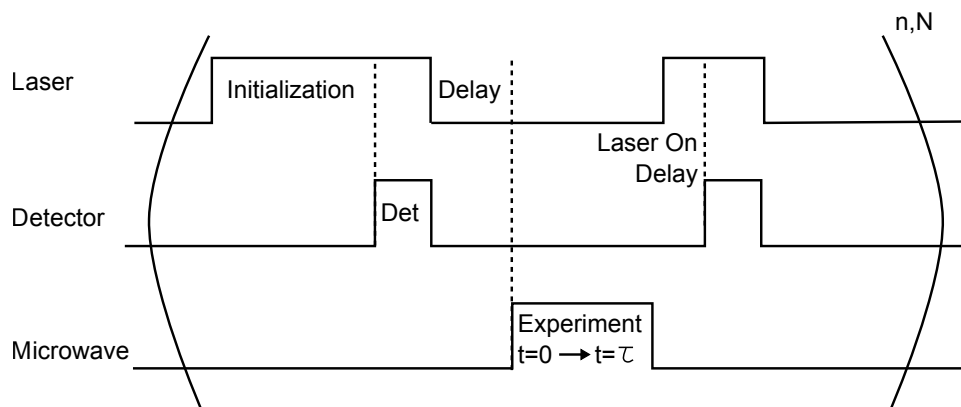 n,N
Laser
Initialization
Delay
Laser On
Delay
Detector
Det
Experiment
t=0 → t=τ
Microwave